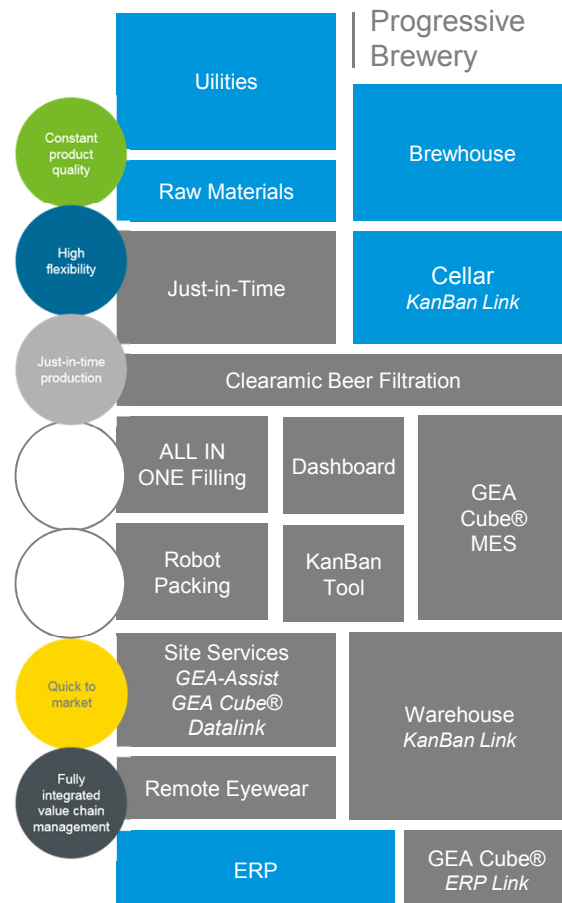 Progressive
Brewery
Uilities
Constant
product
quality
Brewhouse
Raw Materials
High
flexibility
Just-in-Time
Cellar
KanBan Link
Just-in-time
production
Clearamic Beer Filtration
ALL IN
ONE Filling
Dashboard
GEA
Cube®
MES
Robot
Packing
KanBan
Tool
Site Services
GEA-Assist
GEA Cube®
Datalink
Quick to
market
Warehouse
KanBan Link
Fully
integrated
value chain
management
Remote Eyewear
ERP
GEA Cube®
ERP Link